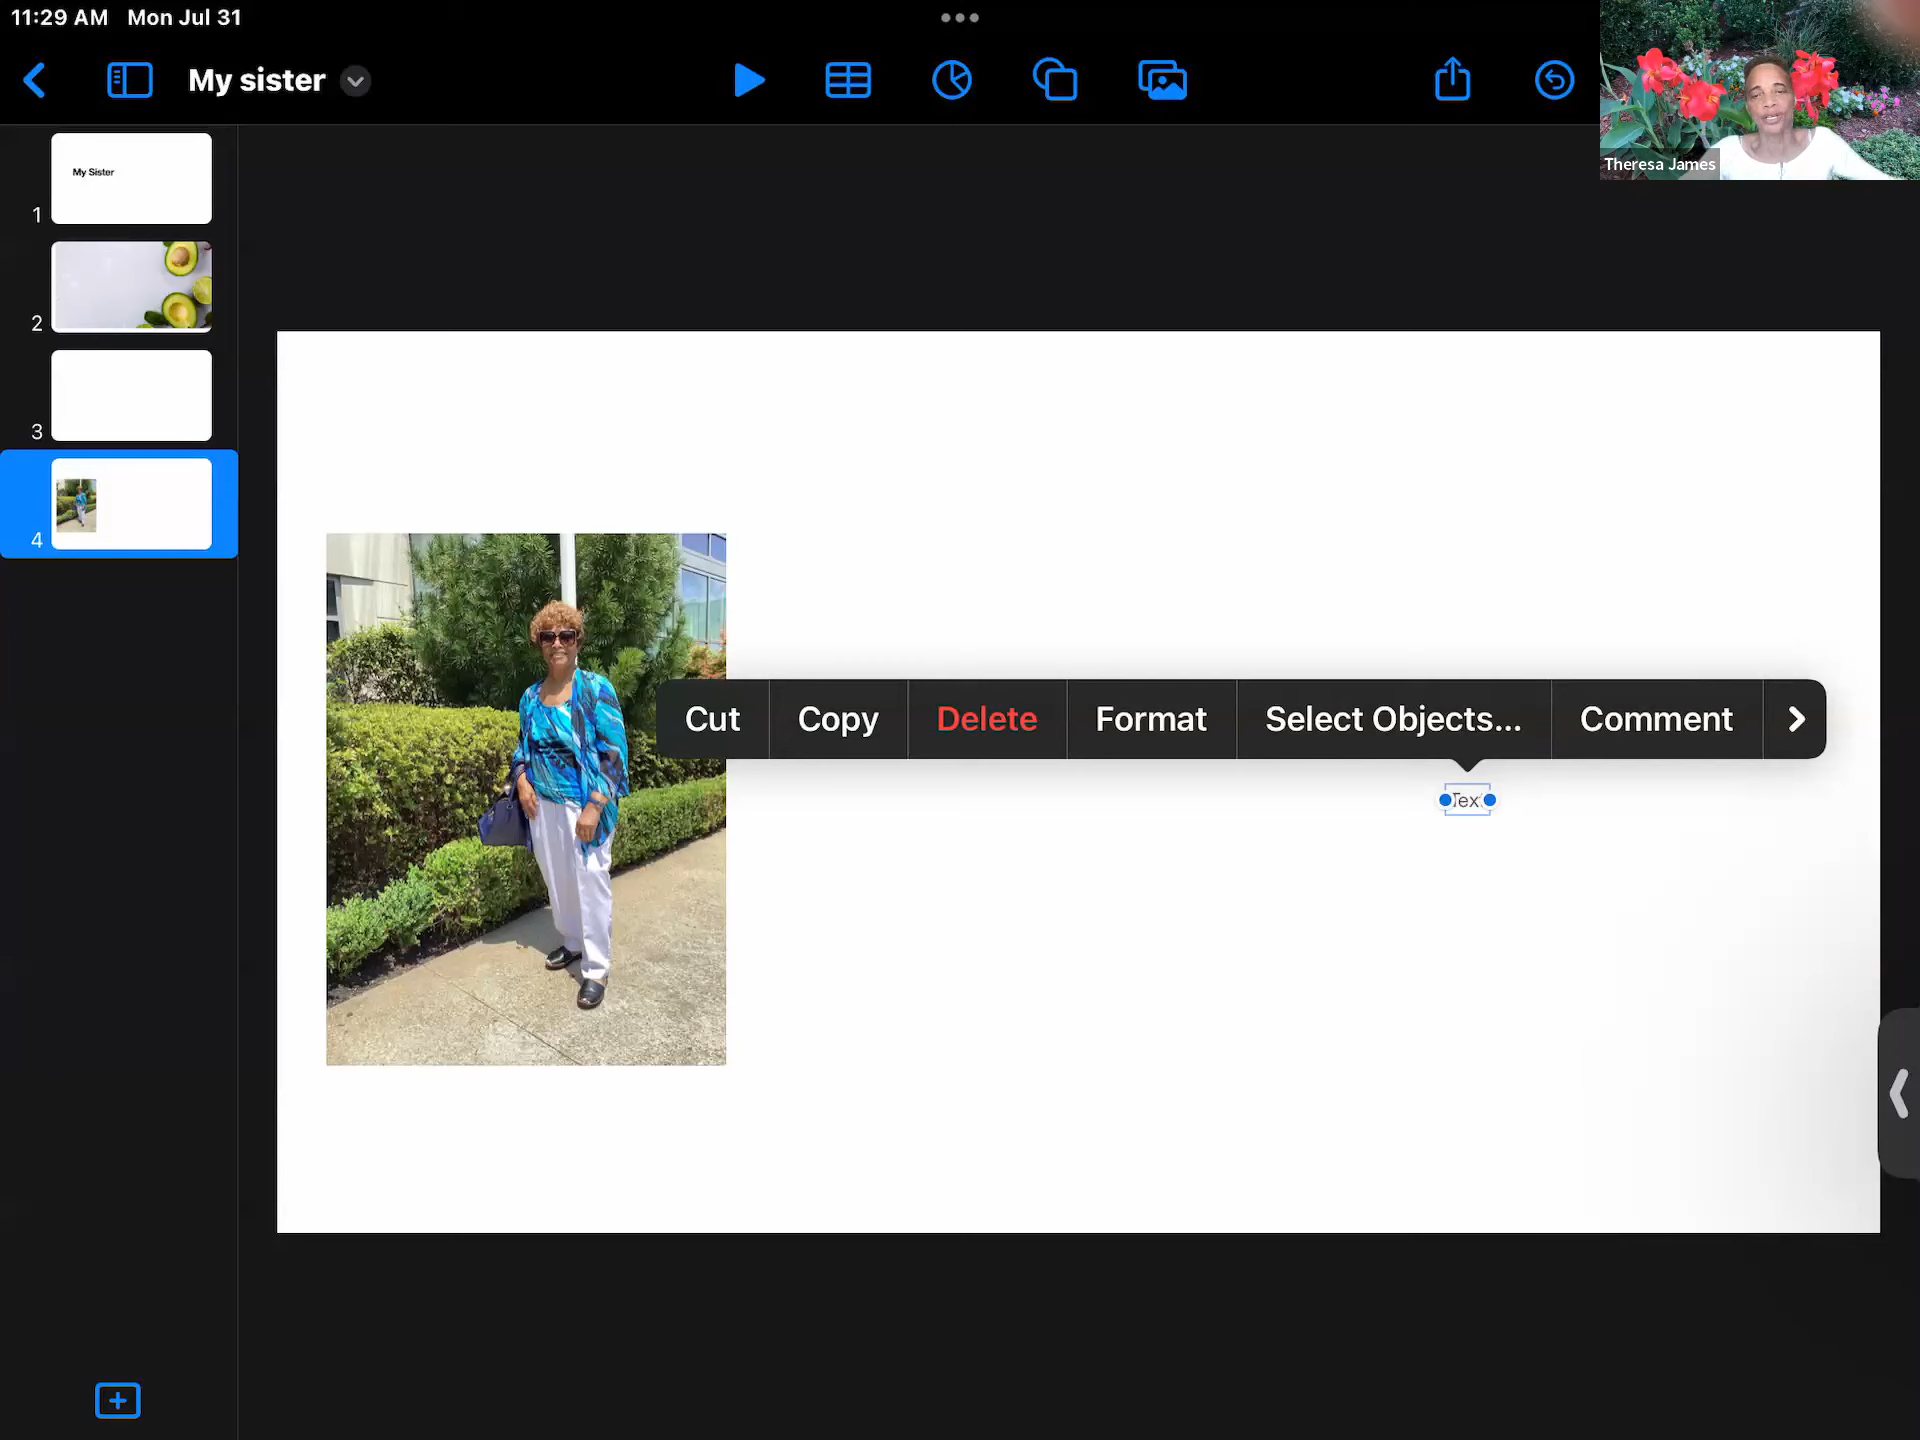 11:29 AM Mon Jul 31
My sister
Theresa James
My Sister
1
2
3
4
Cut Copy Delete Format Select Objects... Comment